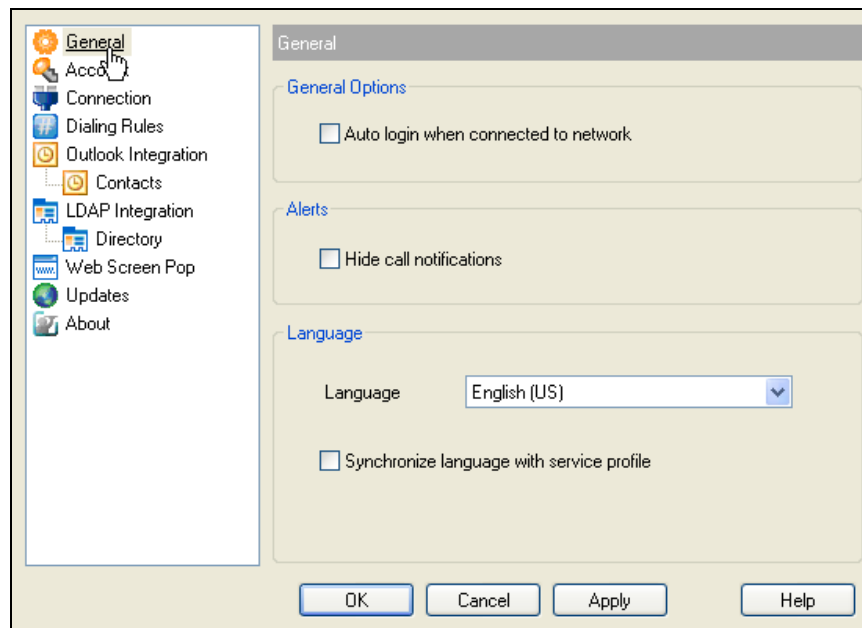 General
Acco
Connection
Dialing Rules
Outlook Integration
Contacts
LDAP Integration
Directory
www.
Web Screen Pop
Updates
About
General
General Options
Auto login when connected to network
Alerts
Hide call notifications
Language
Language
English (US)
Synchronize language with service profile
OK
Cancel
Apply
Help